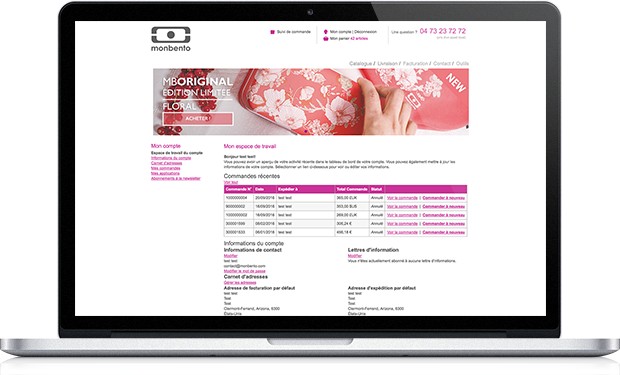 monbento
Suivi de commande
Mon compte | Déconnexion
Mon panier 42 articles
Une question ? 04 73 23 72 72
Catalogue / Livraison / Facturation / Contact / Outils
MBORIGINAL
ÉDITION LIMITÉE
FLORAL
ACHETER !
NEW
Mon compte
Espace de travail du compte
Informations du compte
Carnet d'adresses
Mes commandes
Mes applications
Abonnements à la newsletter
Mon espace de travail
Bonjour test test!
Vous pouvez avoir un aperçu de votre activité récente dans le tableau de bord de votre compte. Vous pouvez également mettre à jour les
informations de votre compte. Sélectionner un lien ci-dessous pour voir ou éditer vos informations.
Commandes récentes
Voir tout
Commande N° Date Expédier à Total Commande Statut
1000000004 20/09/2016 test test 360,00 EUR Annulé Voir la commande | Commander à nouveau
900000002 16/09/2016 test test 303,00 $US Annulé Voir la commande | Commander à nouveau
1000000002 16/09/2016 test test 399,00 EUR Annulé Voir la commande | Commander à nouveau
300001599 08/02/2016 test test 306,24 € Annulé Voir la commande | Commander à nouveau
300001533 08/01/2016 test test 456,18 € Annulé Voir la commande | Commander à nouveau
Informations du compte
Informations de contact
Modifier
test test
contact@monbento.com
Modifier le mot de passe
Lettres d'information
Modifier
Vous n'êtes actuellement abonné à aucune lettre d'informations.
Carnet d'adresses
Gérer les adresses
Adresse de facturation par défaut
test test
Test
Test
Clermont-Ferrand, Arizona, 6300
États-Unis
Adresse d'expédition par défaut
test test
Test
Test
Clermont-Ferrand, Arizona, 6300
États-Unis